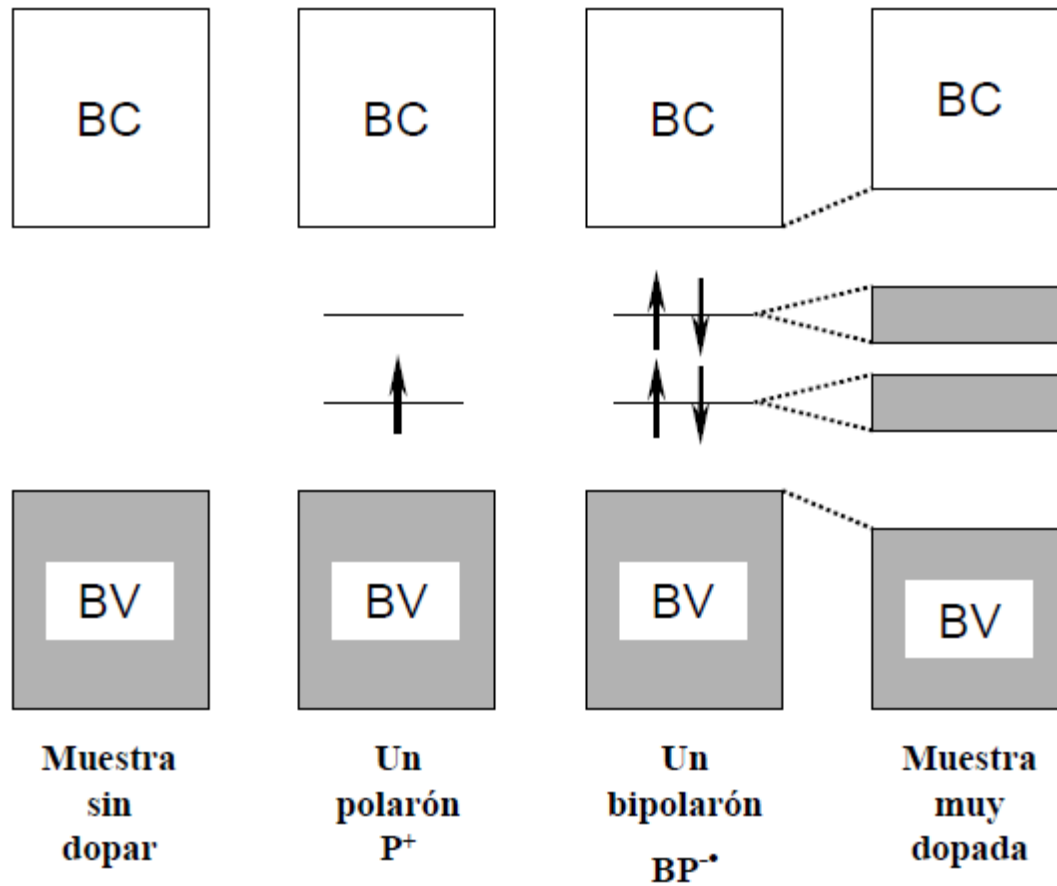 BC
BC
BC
BC
BV
BV
BV
BV
Muestra
sin
dopar
Un
polarón
P⁺
Un
bipolarón
BP⁻•
Muestra
muy
dopada